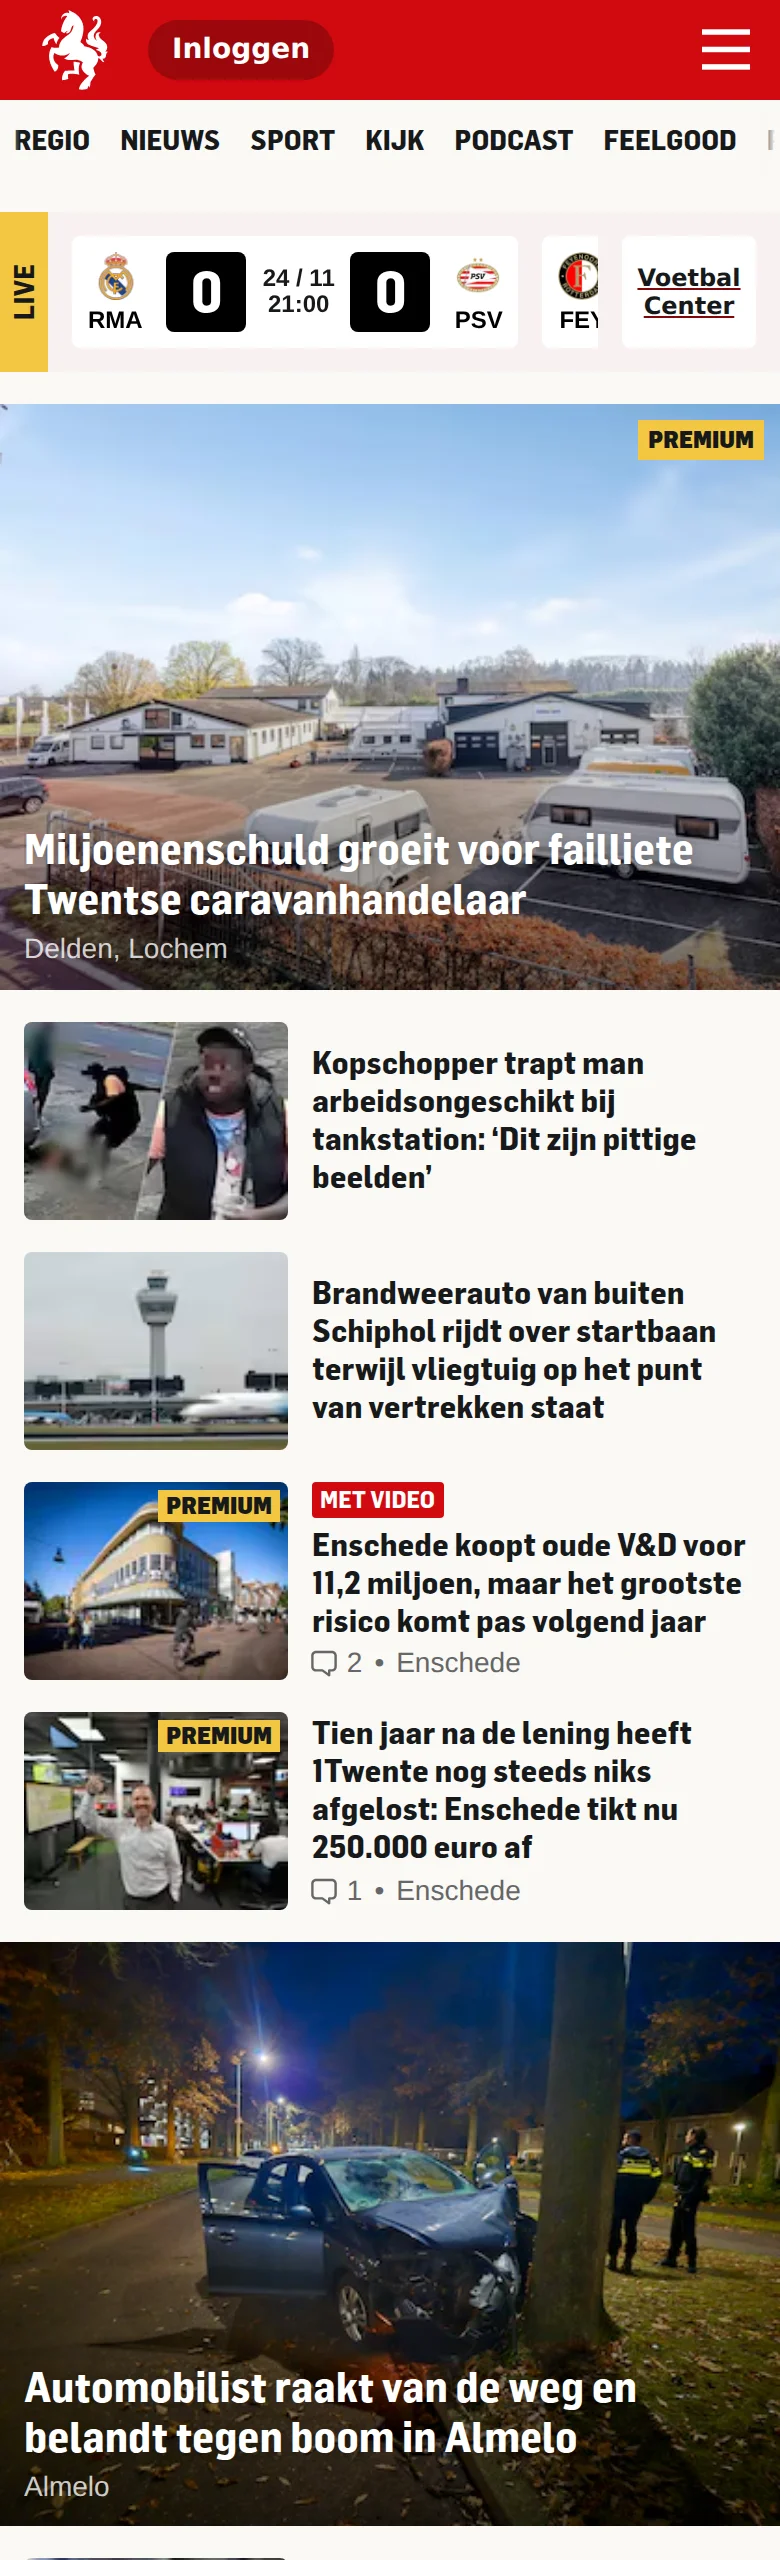 Inloggen
REGIO NIEUWS SPORT KIJK PODCAST FEELGOOD
LIVE
RMA
0
24 / 11
21:00
0
PSV
PSV
FEY
Voetbal
Center
PREMIUM
Miljoenenschuld groeit voor failliete
Twentse caravanhandelaar
Delden, Lochem
Kopschopper trapt man
arbeidsongeschikt bij
tankstation: ‘Dit zijn pittige
beelden’
Brandweerauto van buiten
Schiphol rijdt over startbaan
terwijl vliegtuig op het punt
van vertrekken staat
PREMIUM
MET VIDEO
Enschede koopt oude V&D voor
11,2 miljoen, maar het grootste
risico komt pas volgend jaar
2 • Enschede
PREMIUM
Tien jaar na de lening heeft
1Twente nog steeds niks
afgelost: Enschede tikt nu
250.000 euro af
1 • Enschede
Automobilist raakt van de weg en
belandt tegen boom in Almelo
Almelo